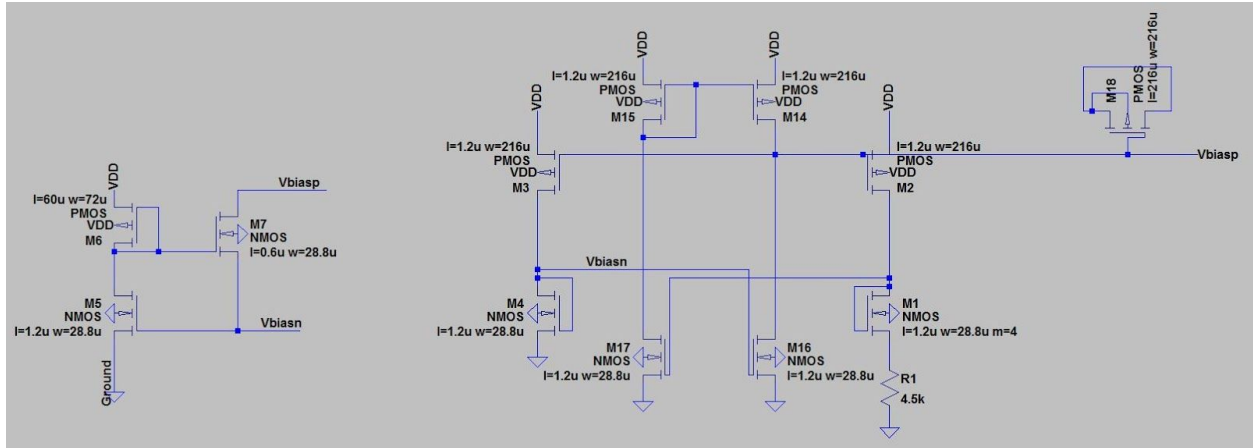 VDD
l=60u w=72u
PMOS
VDD
M6
Vbiasp
M7
NMOS
l=0.6u w=28.8u
M5
NMOS
l=1.2u w=28.8u
Vbiasn
Ground
VDD
l=1.2u w=216u
PMOS
VDD
M3
VDD
l=1.2u w=216u
PMOS
VDD
M15
VDD
l=1.2u w=216u
PMOS
VDD
M14
VDD
l=1.2u w=216u
PMOS
VDD
M2
M18
PMOS
l=216u w=216u
Vbiasp
Vbiasn
M4
NMOS
l=1.2u w=28.8u
M17
NMOS
l=1.2u w=28.8u
M16
NMOS
l=1.2u w=28.8u
M1
NMOS
l=1.2u w=28.8u m=4
R1
4.5k